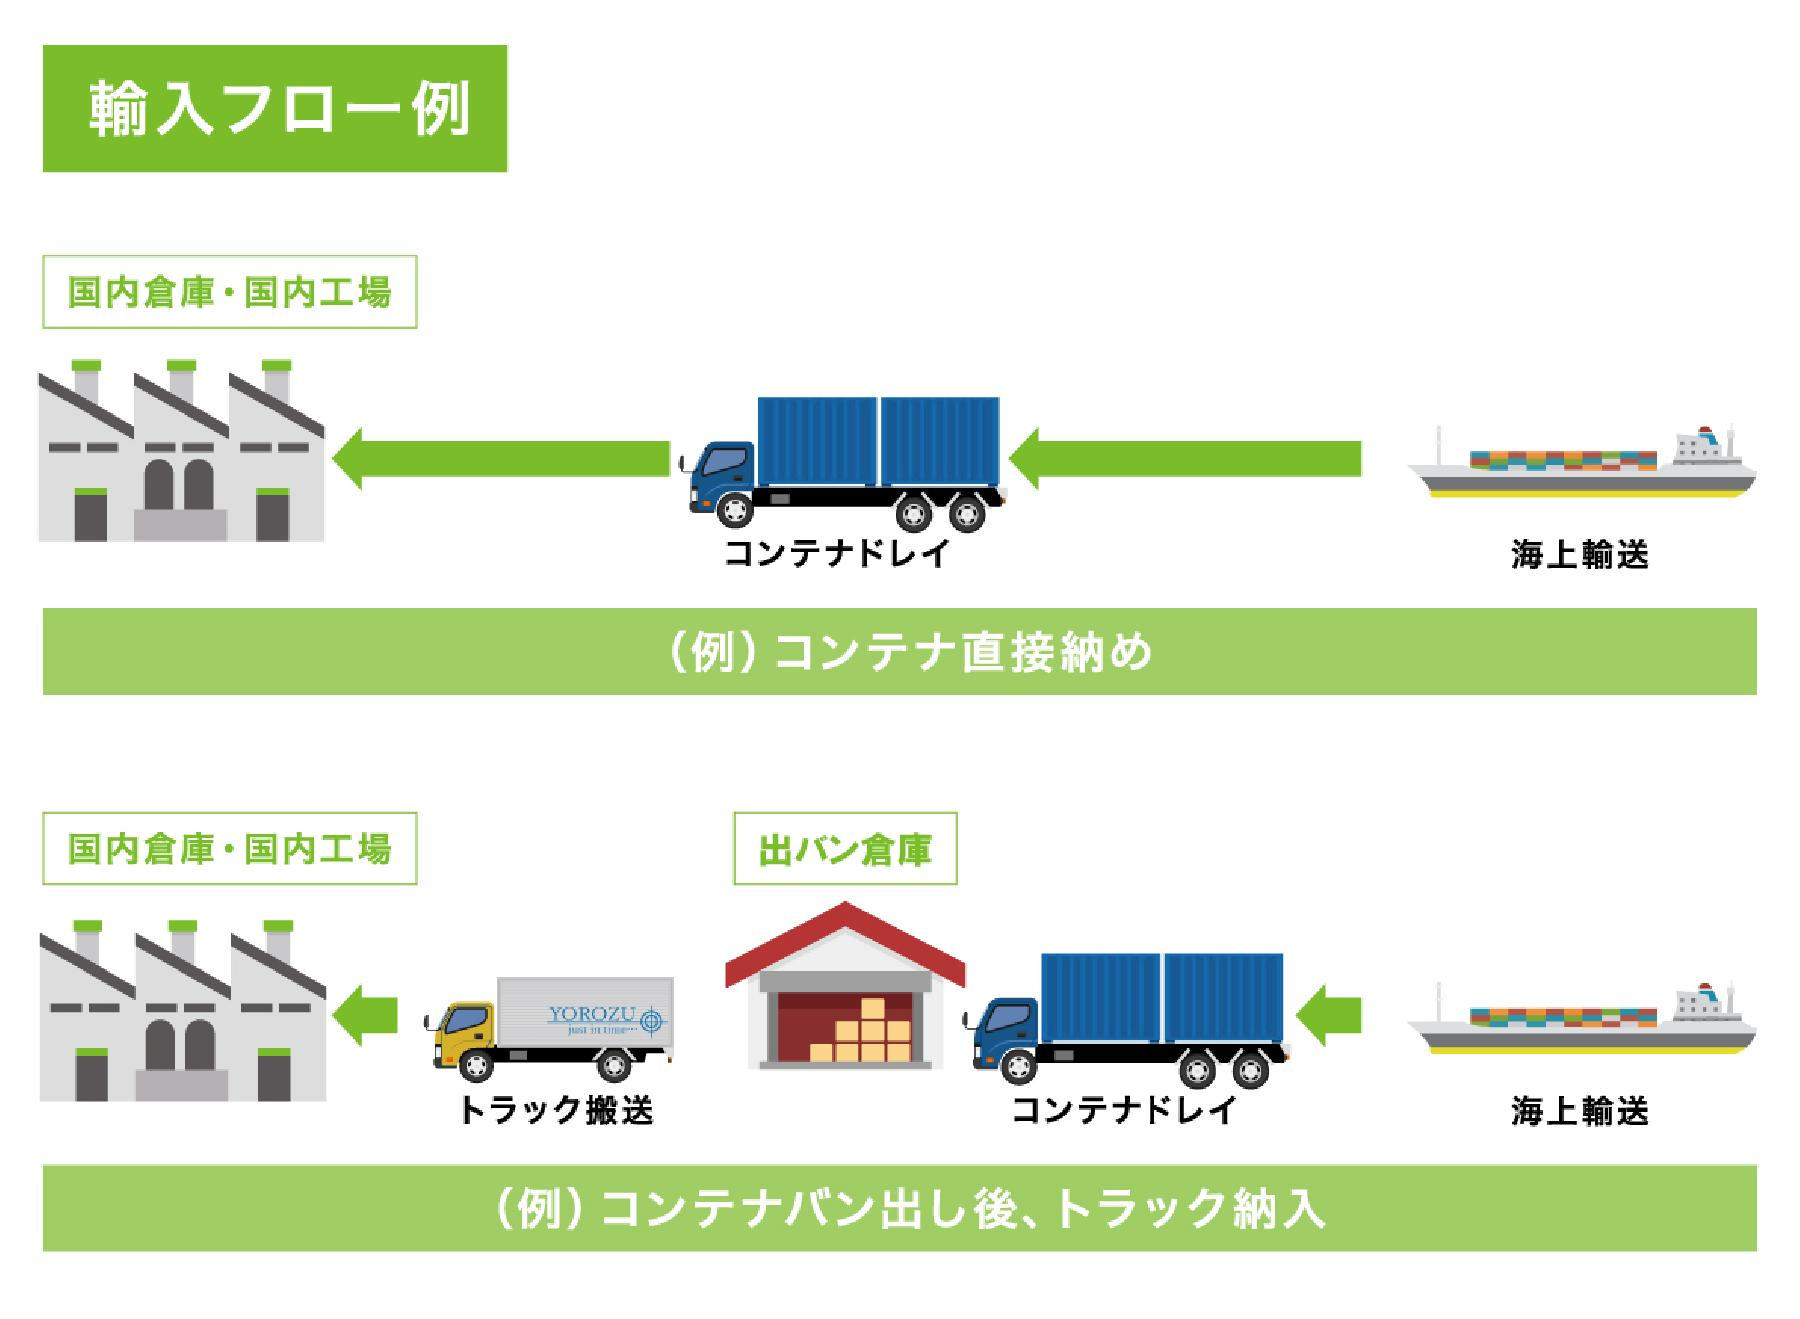 輸入フロー例
国内倉庫・国内工場
コンテナドレイ
海上輸送
（例）コンテナ直接納め
国内倉庫・国内工場
出バン倉庫
YOROZU
just in time…
トラック搬送
コンテナドレイ
海上輸送
（例）コンテナバン出し後、トラック納入